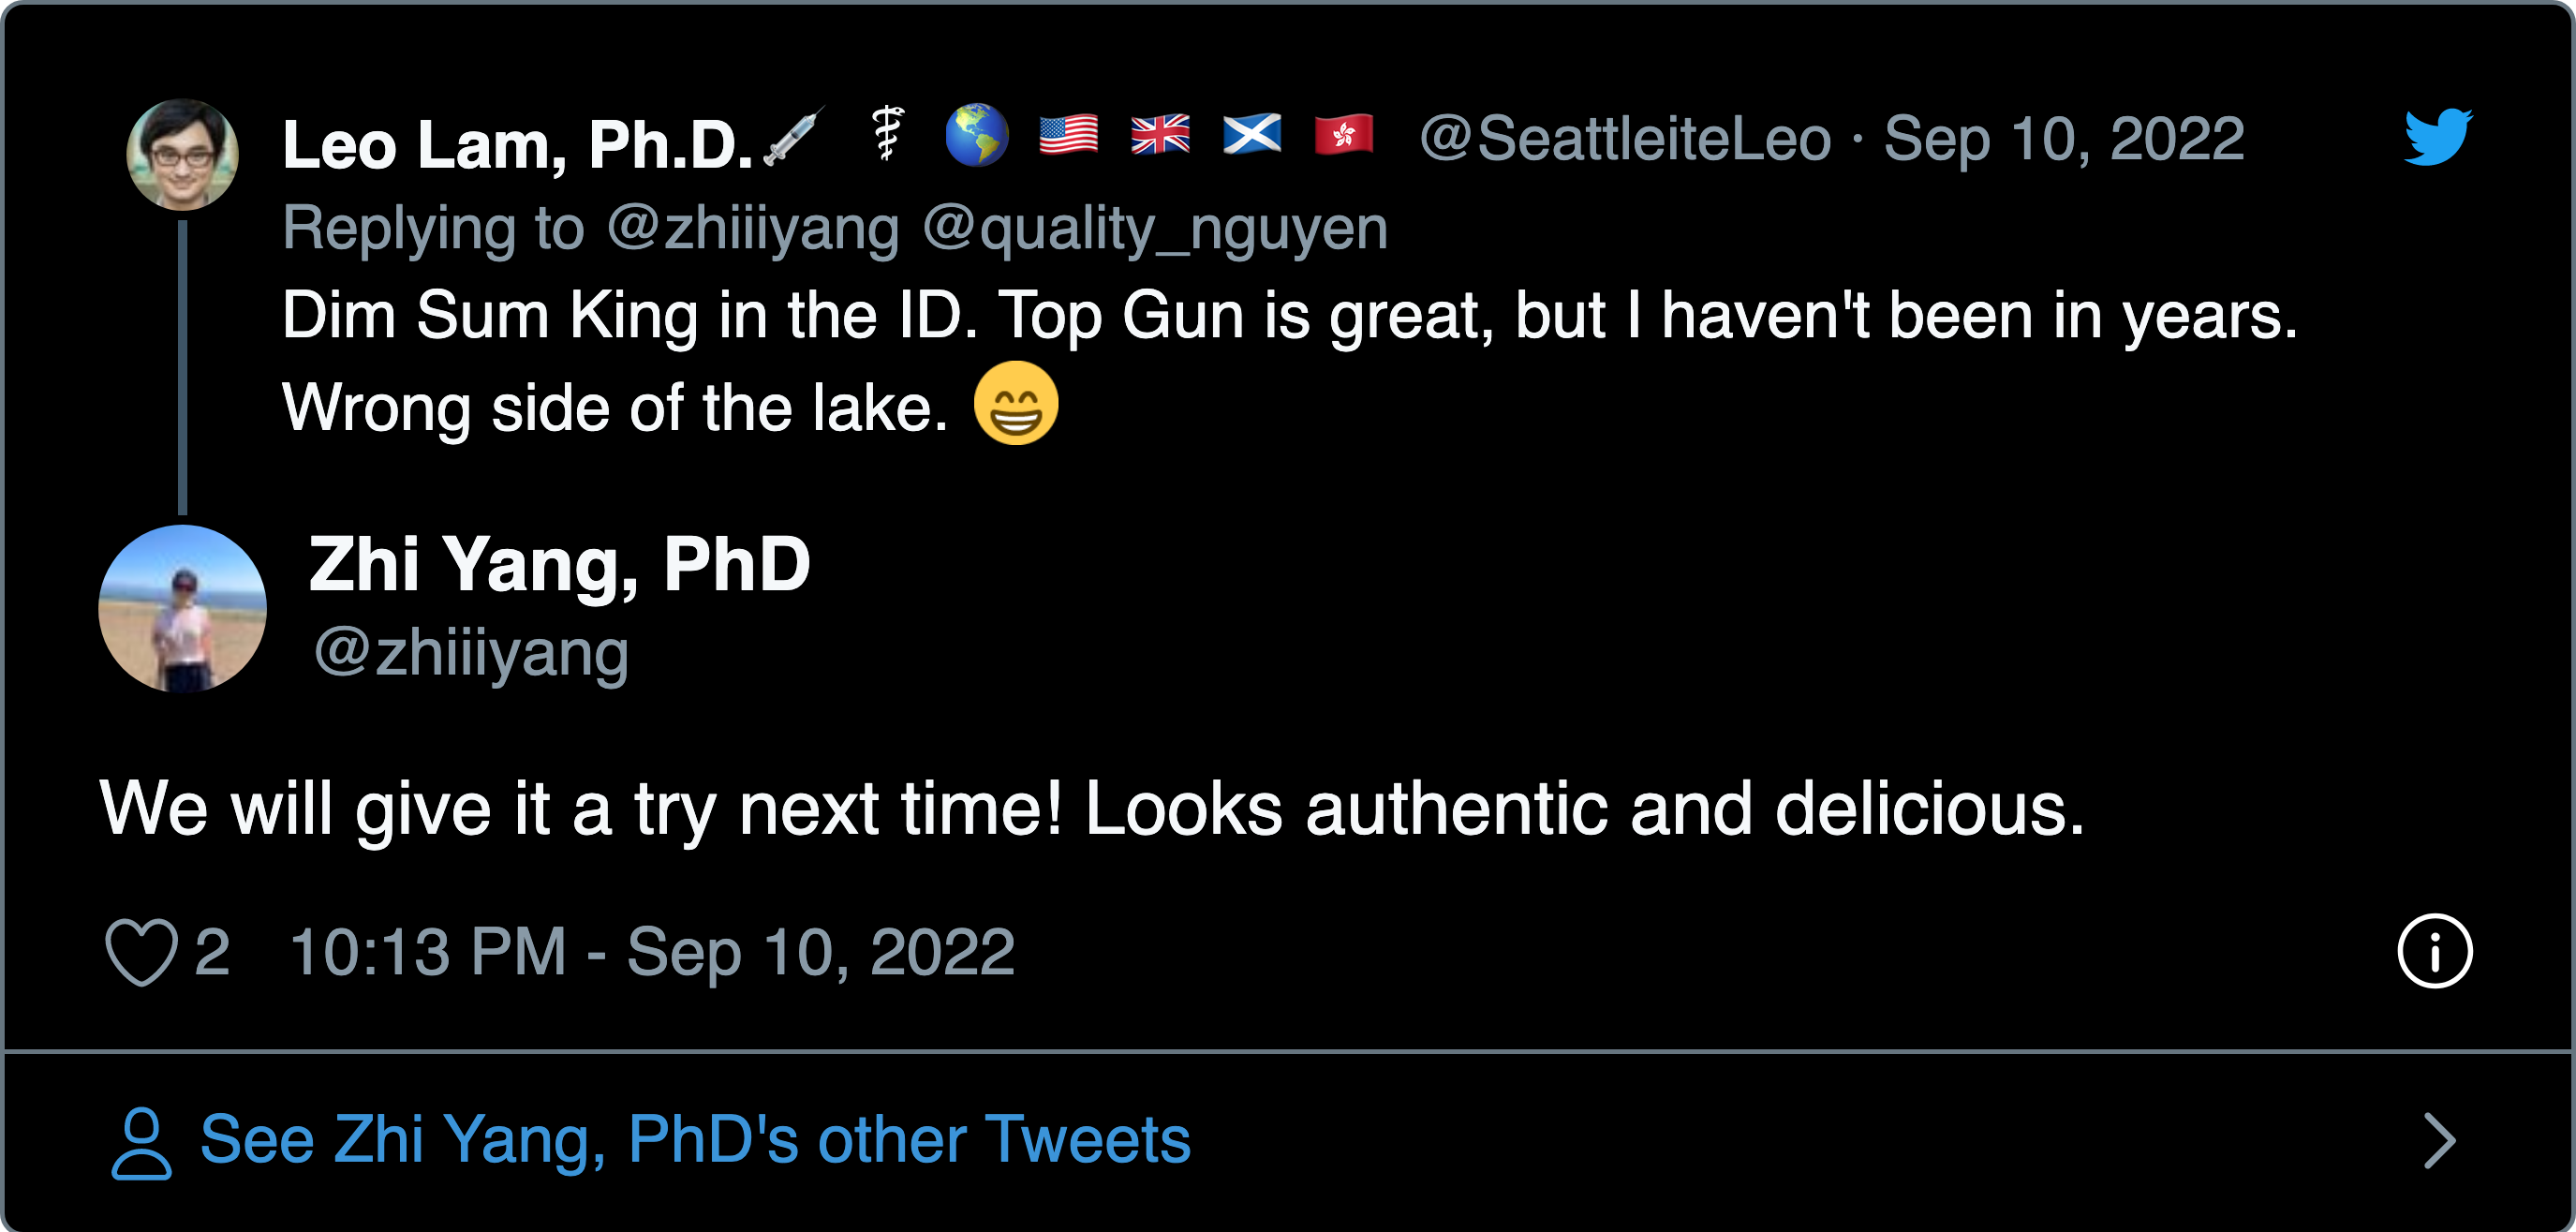 Leo Lam, Ph.D.💉 ⚕ 🌎 🇺🇸 🇬🇧 🏴󠁧󠁢󠁳󠁣󠁴󠁿 🇭🇰 @SeattleiteLeo · Sep 10, 2022
Replying to @zhiiiyang @quality_nguyen
Dim Sum King in the ID. Top Gun is great, but I haven't been in years.
Wrong side of the lake. 😁
Zhi Yang, PhD
@zhiiiyang
We will give it a try next time! Looks authentic and delicious.
2 10:13 PM - Sep 10, 2022
See Zhi Yang, PhD's other Tweets